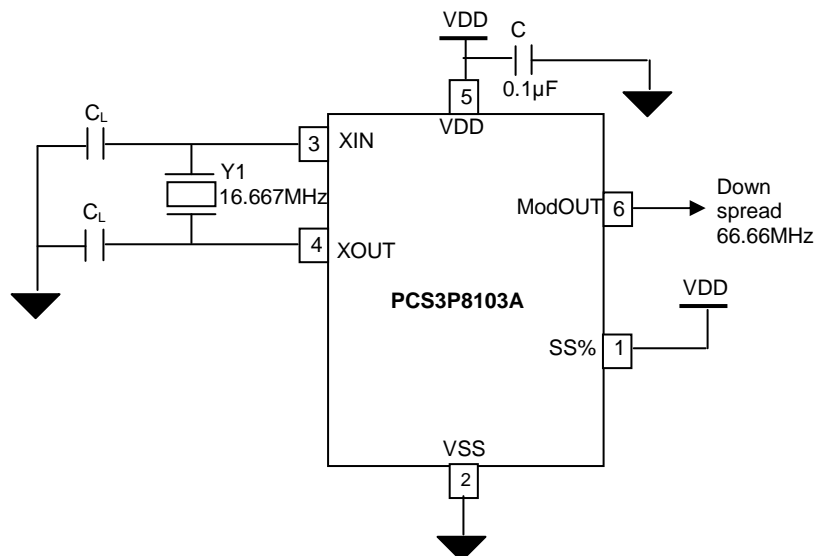 VDD
C
0.1µF
5
VDD
CL
3
XIN
Y1
16.667MHz
ModOUT
6
Down
spread
66.66MHz
CL
4
XOUT
PCS3P8103A
VDD
SS%
1
VSS
2